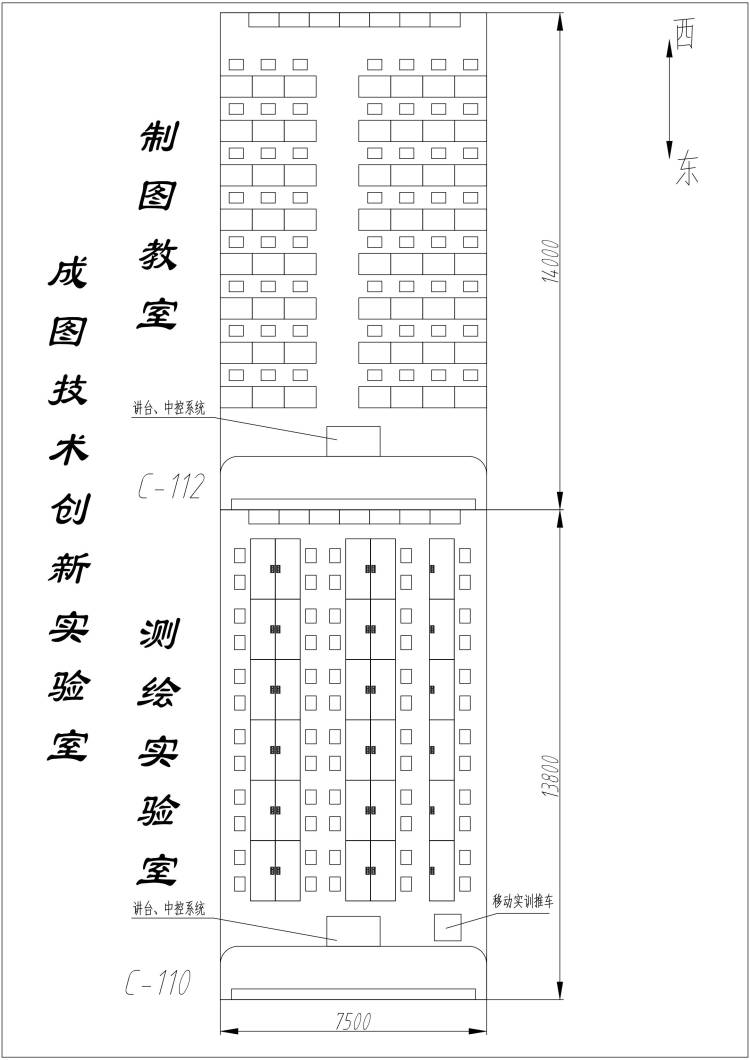 西
东
成图技术创新实验室
制图教室
14000
讲台、中控系统
C-112
测绘实验室
13800
讲台、中控系统
移动实训推车
C-110
7500